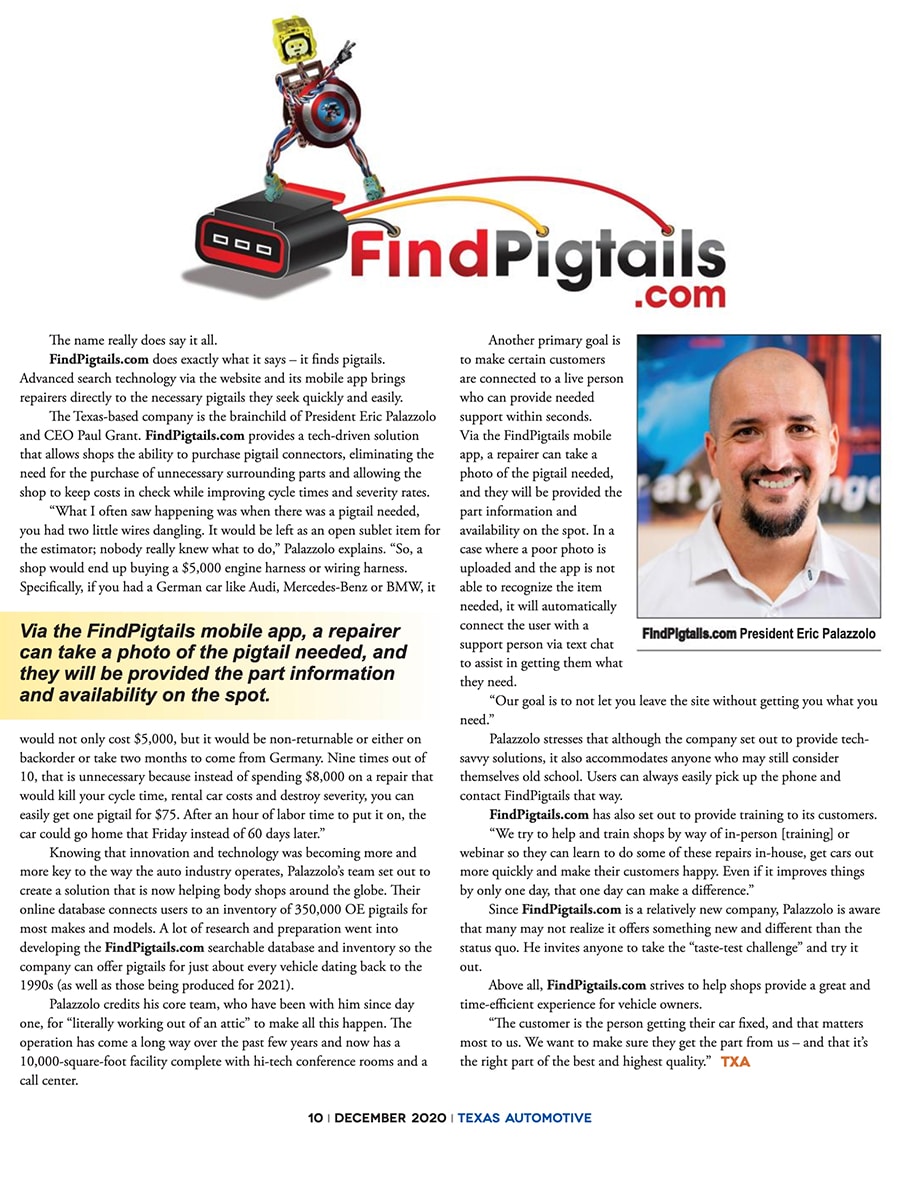 FindPigtails
.com
The name really does say it all.
FindPigtails.com does exactly what it says – it finds pigtails.
Advanced search technology via the website and its mobile app brings
repairers directly to the necessary pigtails they seek quickly and easily.
The Texas-based company is the brainchild of President Eric Palazzolo
and CEO Paul Grant. FindPigtails.com provides a tech-driven solution
that allows shops the ability to purchase pigtail connectors, eliminating the
need for the purchase of unnecessary surrounding parts and allowing the
shop to keep costs in check while improving cycle times and severity rates.
“What I often saw happening was when there was a pigtail needed,
you had two little wires dangling. It would be left as an open sublet item for
the estimator; nobody really knew what to do,” Palazzolo explains. “So, a
shop would end up buying a $5,000 engine harness or wiring harness.
Specifically, if you had a German car like Audi, Mercedes-Benz or BMW, it
Via the FindPigtails mobile app, a repairer
can take a photo of the pigtail needed, and
they will be provided the part information
and availability on the spot.
would not only cost $5,000, but it would be non-returnable or either on
backorder or take two months to come from Germany. Nine times out of
10, that is unnecessary because instead of spending $8,000 on a repair that
would kill your cycle time, rental car costs and destroy severity, you can
easily get one pigtail for $75. After an hour of labor time to put it on, the
car could go home that Friday instead of 60 days later.”
Knowing that innovation and technology was becoming more and
more key to the way the auto industry operates, Palazzolo’s team set out to
create a solution that is now helping body shops around the globe. Their
online database connects users to an inventory of 350,000 OE pigtails for
most makes and models. A lot of research and preparation went into
developing the FindPigtails.com searchable database and inventory so the
company can offer pigtails for just about every vehicle dating back to the
1990s (as well as those being produced for 2021).
Palazzolo credits his core team, who have been with him since day
one, for “literally working out of an attic” to make all this happen. The
operation has come a long way over the past few years and now has a
10,000-square-foot facility complete with hi-tech conference rooms and a
call center.
Another primary goal is
to make certain customers
are connected to a live person
who can provide needed
support within seconds.
Via the FindPigtails mobile
app, a repairer can take a
photo of the pigtail needed,
and they will be provided the
part information and
availability on the spot. In a
case where a poor photo is
uploaded and the app is not
able to recognize the item
needed, it will automatically
connect the user with a
support person via text chat
to assist in getting them what
they need.
at y
nge
FindPigtails.com President Eric Palazzolo
“Our goal is to not let you leave the site without getting you what you
need.”
Palazzolo stresses that although the company set out to provide tech-
savvy solutions, it also accommodates anyone who may still consider
themselves old school. Users can always easily pick up the phone and
contact FindPigtails that way.
FindPigtails.com has also set out to provide training to its customers.
“We try to help and train shops by way of in-person [training] or
webinar so they can learn to do some of these repairs in-house, get cars out
more quickly and make their customers happy. Even if it improves things
by only one day, that one day can make a difference.”
Since FindPigtails.com is a relatively new company, Palazzolo is aware
that many may not realize it offers something new and different than the
status quo. He invites anyone to take the “taste-test challenge” and try it
out.
Above all, FindPigtails.com strives to help shops provide a great and
time-efficient experience for vehicle owners.
“The customer is the person getting their car fixed, and that matters
most to us. We want to make sure they get the part from us – and that it’s
the right part of the best and highest quality.” TXA
10 | DECEMBER 2020 | TEXAS AUTOMOTIVE